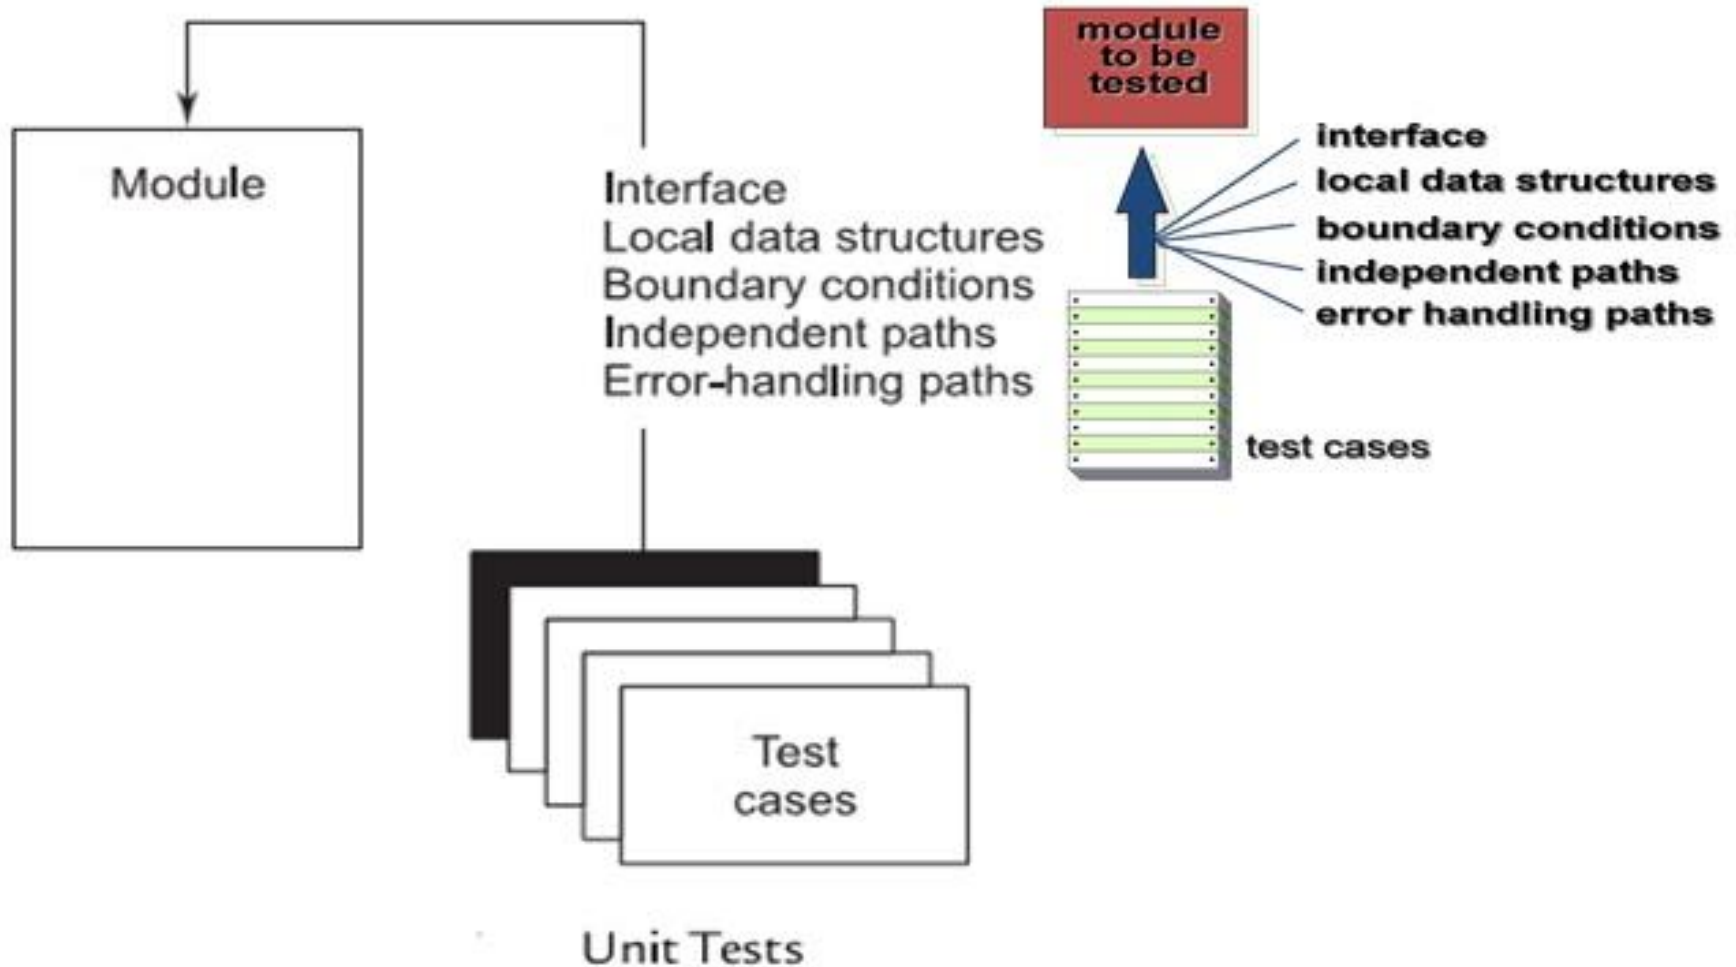 Module
Interface
Local data structures
Boundary conditions
Independent paths
Error-handling paths
Test
cases
Unit Tests
module
to be
tested
interface
local data structures
boundary conditions
independent paths
error handling paths
test cases